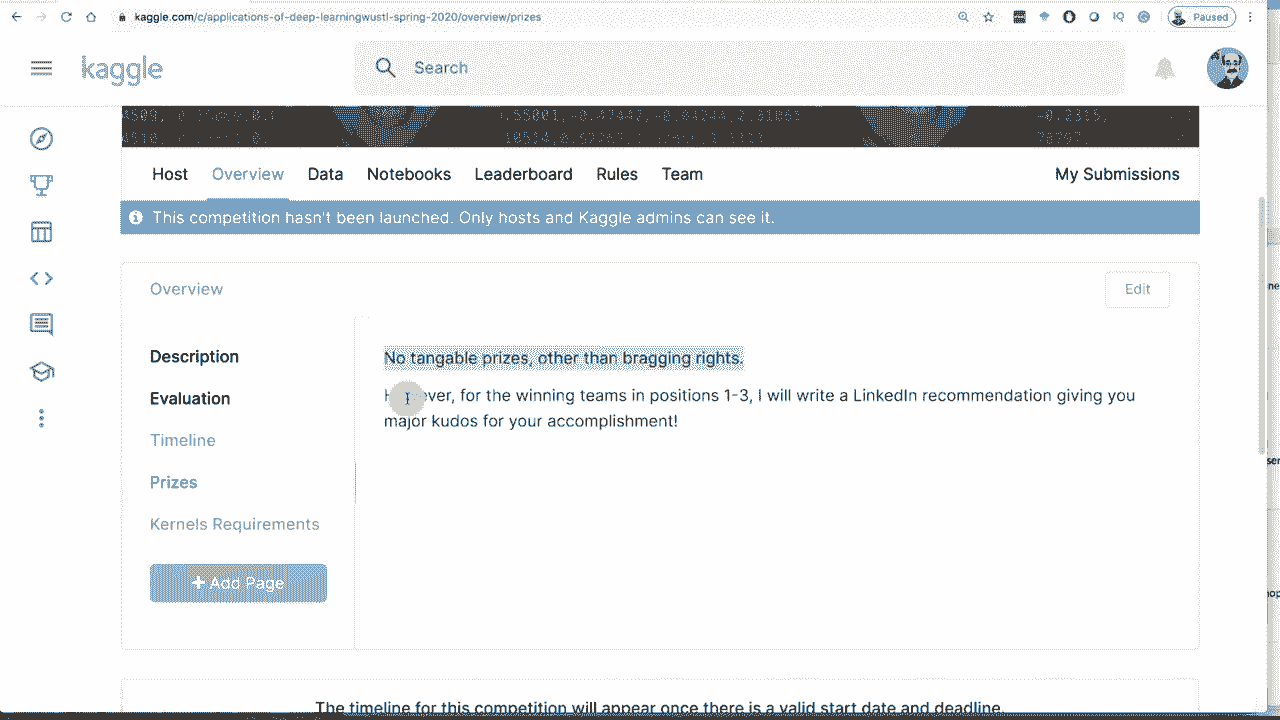 kaggle.com/c/applications-of-deep-learningwustl-spring-2020/overview/prizes
Paused
kaggle
Search
Host Overview Data Notebooks Leaderboard Rules Team My Submissions
This competition hasn't been launched. Only hosts and Kaggle admins can see it.
Overview
Edit
Description
No tangable prizes, other than bragging rights.
Evaluation
for the winning teams in positions 1-3, I will write a LinkedIn recommendation giving you
major kudos for your accomplishment!
Timeline
Prizes
Kernels Requirements
+ Add Page
The timeline for this competition will appear once there is a valid start date and deadline.